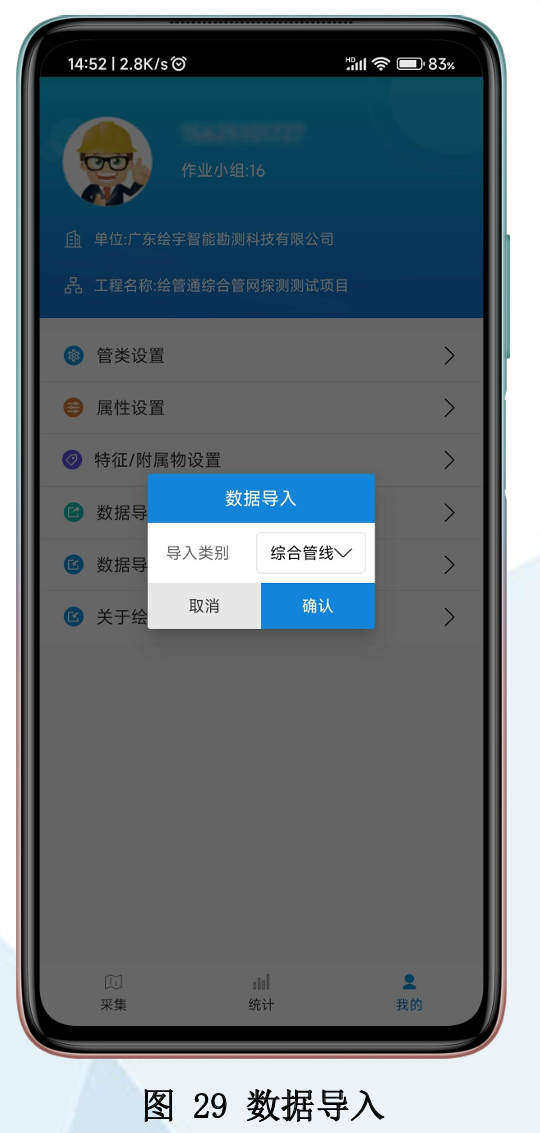 14:52 | 2.8K/s
HD
83%
作业小组:16
单位:广东绘宇智能勘测科技有限公司
工程名称:绘管通综合管网探测测试项目
管类设置
属性设置
特征/附属物设置
数据导
数据导
关于绘
数据导入
导入类别
综合管线
取消
确认
采集
统计
我的
图 29 数据导入